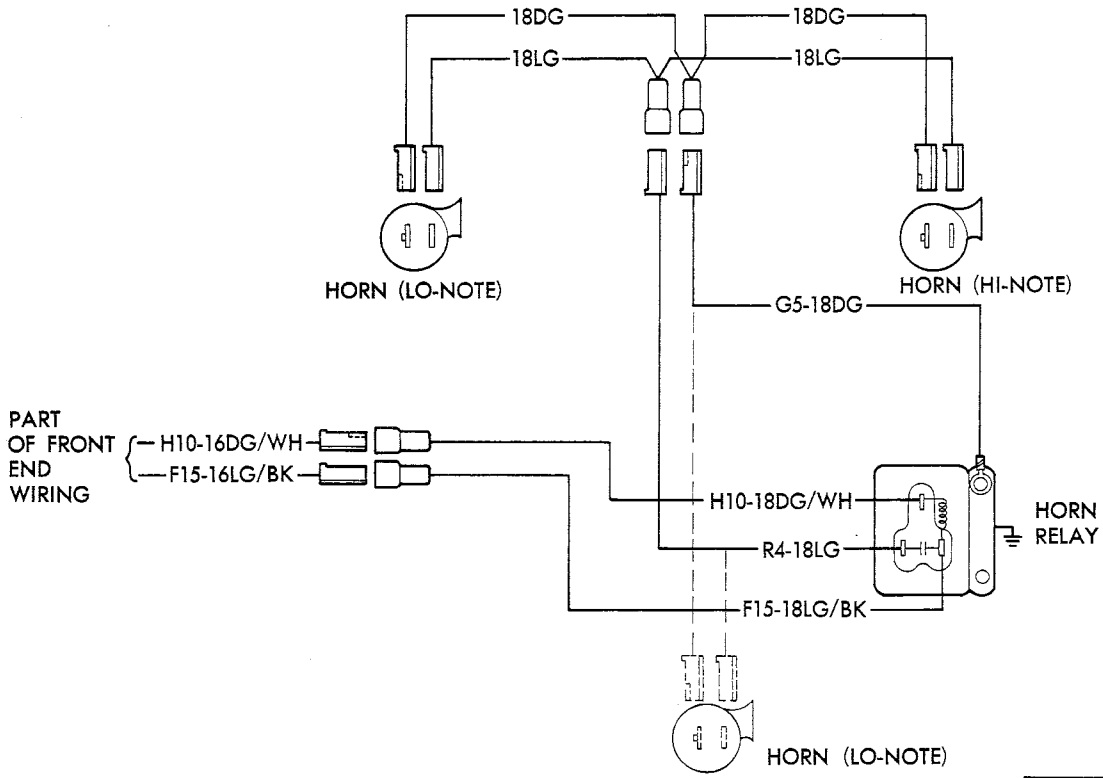 18DG
18DG
18LG
18LG
HORN (LO-NOTE)
HORN (HI-NOTE)
G5-18DG
PART
OF FRONT
END
WIRING
H10-16DG/WH
F15-16LG/BK
H10-18DG/WH
R4-18LG
F15-18LG/BK
HORN
RELAY
HORN (LO-NOTE)